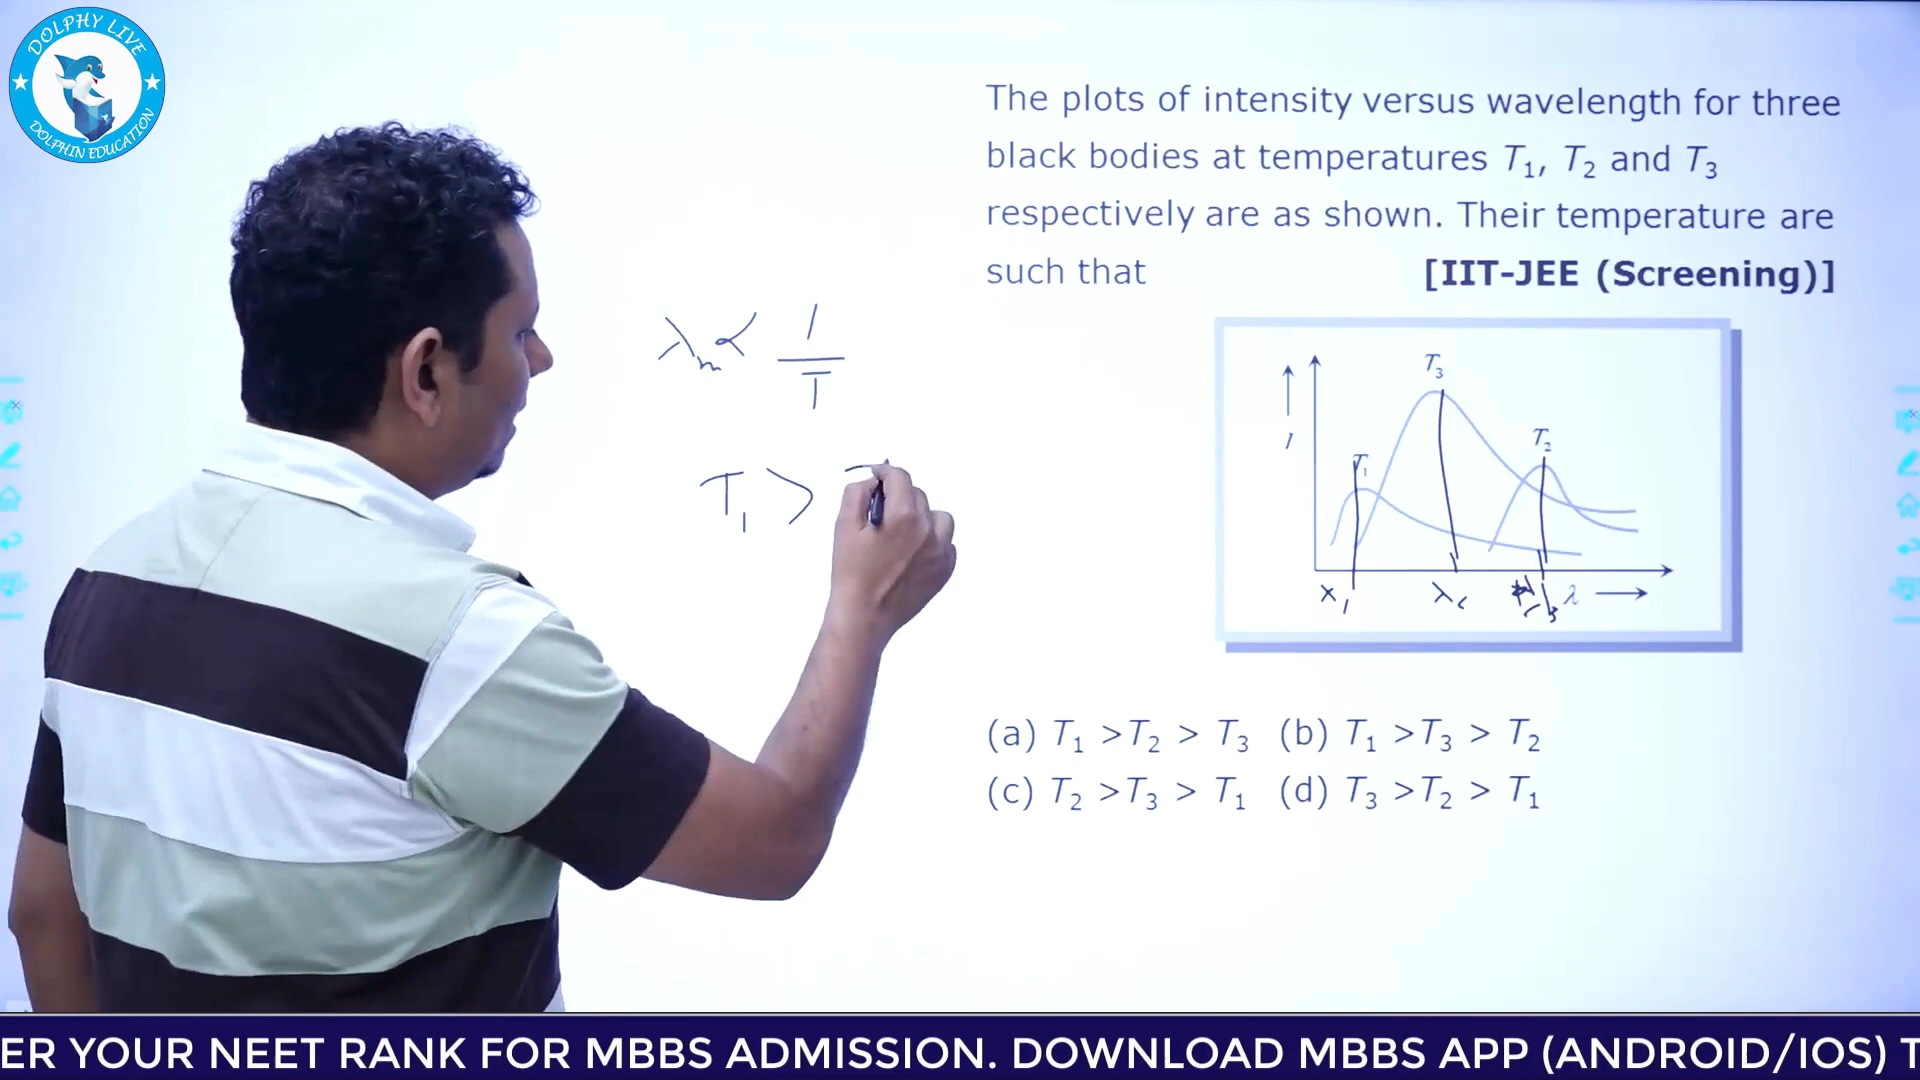 DOLPHY LIVE
DOLPHIN EDUCATION
The plots of intensity versus wavelength for three
black bodies at temperatures T₁, T₂ and T₃
respectively are as shown. Their temperature are
such that [IIT-JEE (Screening)]
λₘ ∝ 1/T
T₁ >
T₃
T₂
T₁
I
λ
(a) T₁ >T₂ > T₃ (b) T₁ >T₃ > T₂
(c) T₂ >T₃ > T₁ (d) T₃ >T₂ > T₁
ER YOUR NEET RANK FOR MBBS ADMISSION. DOWNLOAD MBBS APP (ANDROID/IOS) T